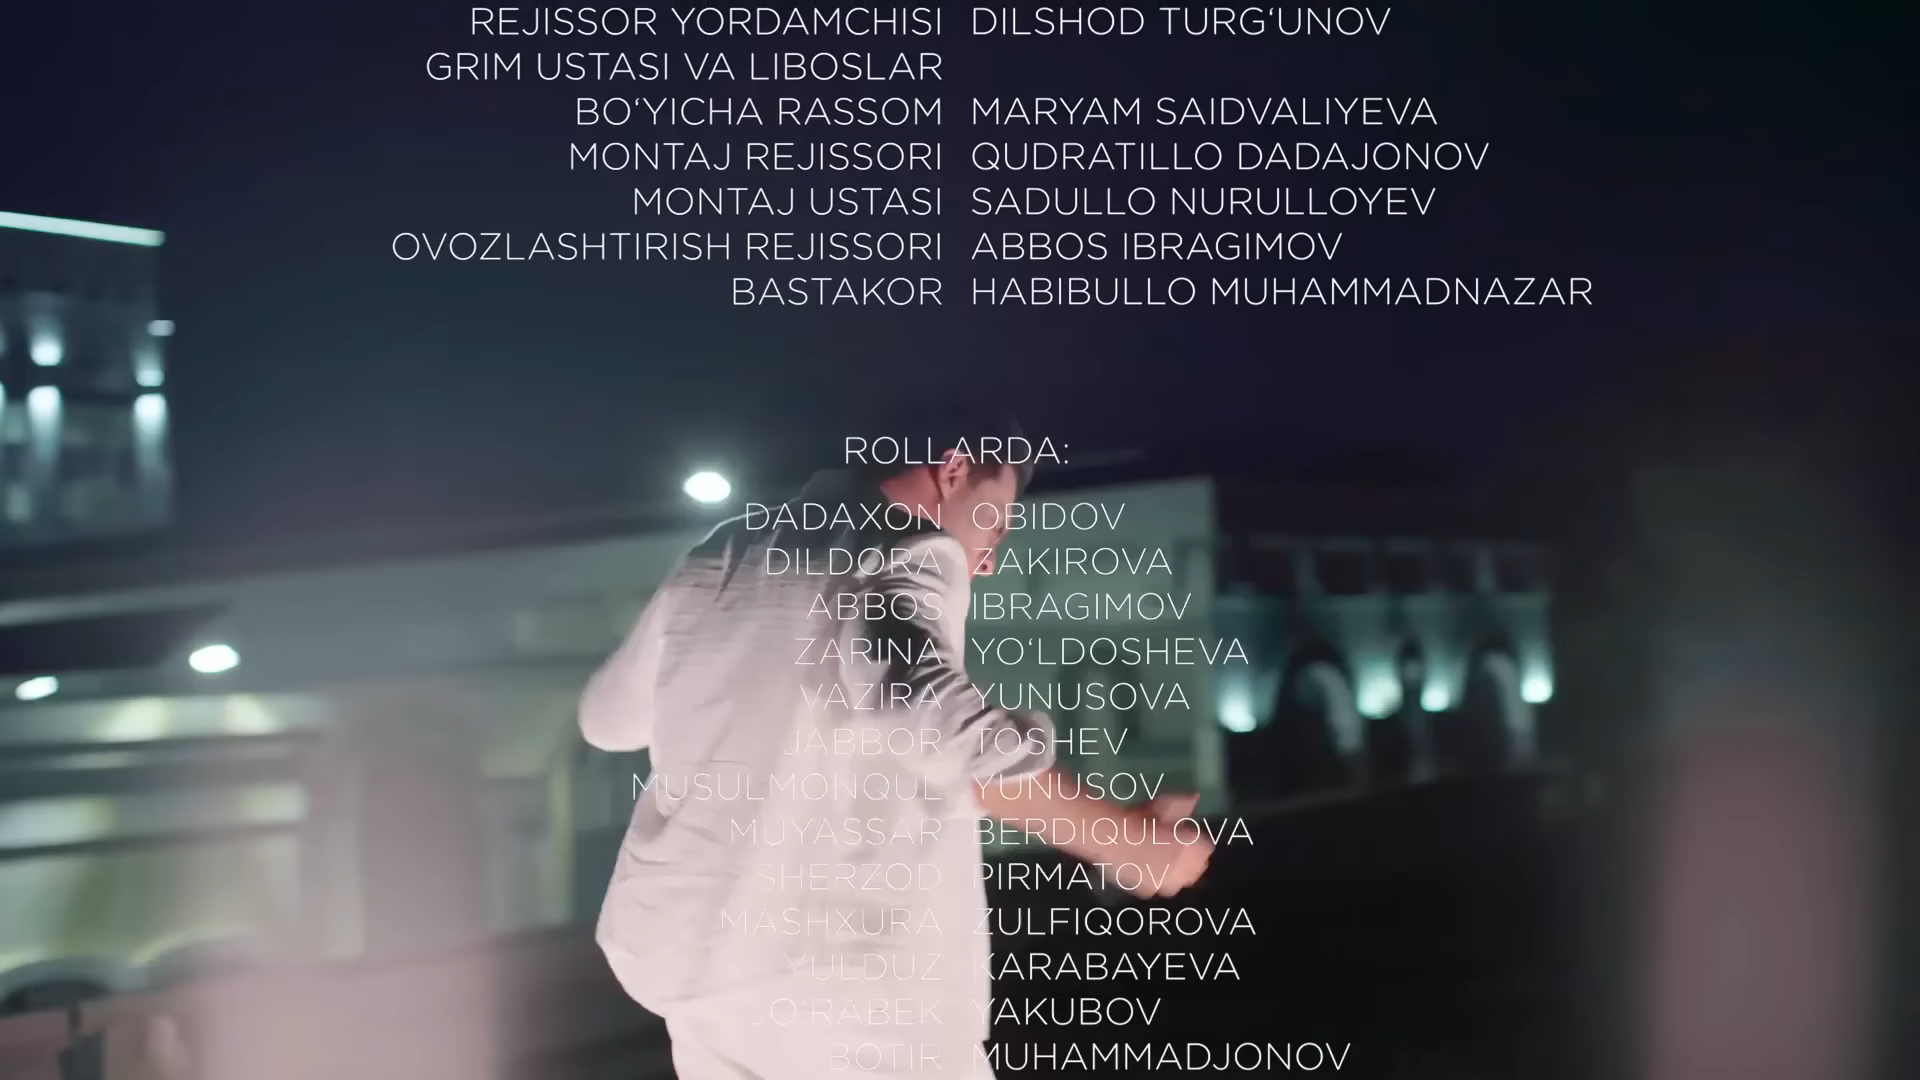 REJISSOR YORDAMCHISI DILSHOD TURG‘UNOV
GRIM USTASI VA LIBOSLAR
BO‘YICHA RASSOM MARYAM SAIDVALIYEVA
MONTAJ REJISSORI QUDRATILLO DADAJONOV
MONTAJ USTASI SADULLO NURULLOYEV
OVOZLASHTIRISH REJISSORI ABBOS IBRAGIMOV
BASTAKOR HABIBULLO MUHAMMADNAZAR
ROLLARDA:
DADAXON OBIDOV
DILDORA ZAKIROVA
ABBOS IBRAGIMOV
ZARINA YO‘LDOSHEVA
VAZIRA YUNUSOVA
JABBOR TOSHEV
MUSULMONQUL YUNUSOV
MUYASSAR BERDIQULOVA
SHERZOD PIRMATOV
MASHXURA ZULFIQOROVA
YULDUZ KARABAYEVA
JO‘RABEK YAKUBOV
BOTIR MUHAMMADJONOV